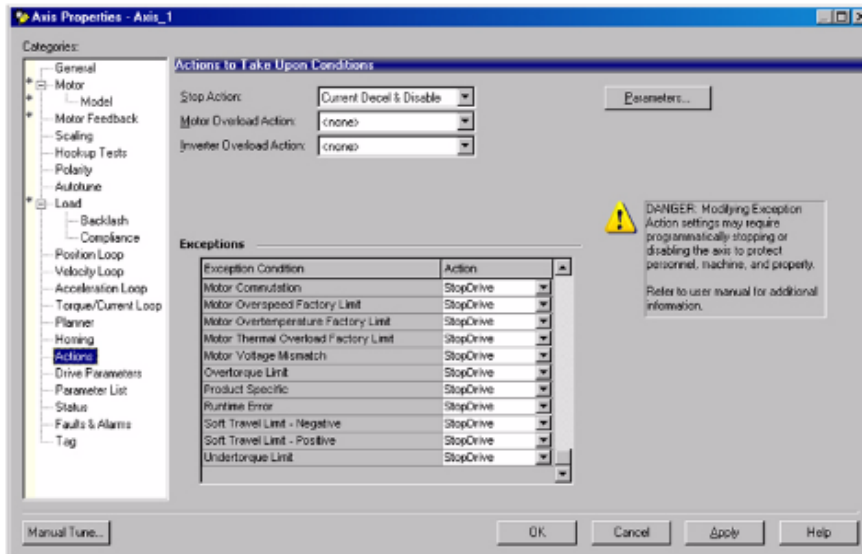 Axis Properties - Axis_1
Categories:
General
Motor
Model
Motor Feedback
Scaling
Hookup Tests
Polarity
Autotune
Load
Backlash
Compliance
Position Loop
Velocity Loop
Acceleration Loop
Torque/Current Loop
Planner
Homing
Actions
Drive Parameters
Parameter List
Status
Faults & Alarms
Tag
Actions to Take Upon Conditions
Stop Action: Current Decel & Disable
Parameters...
Motor Overload Action: <none>
Inverter Overload Action: <none>
DANGER: Modifying Exception
Action settings may require
programmatically stopping or
disabling the axis to protect
personnel, machine, and property.
Refer to user manual for additional
information.
Exceptions
Exception Condition Action
Motor Commutation StopDrive
Motor Overspeed Factory Limit StopDrive
Motor Overtemperature Factory Limit StopDrive
Motor Thermal Overload Factory Limit StopDrive
Motor Voltage Mismatch StopDrive
Overtorque Limit StopDrive
Product Specific StopDrive
Runtime Error StopDrive
Soft Travel Limit - Negative StopDrive
Soft Travel Limit - Positive StopDrive
Undertorque Limit StopDrive
Manual Tune... OK Cancel Apply Help